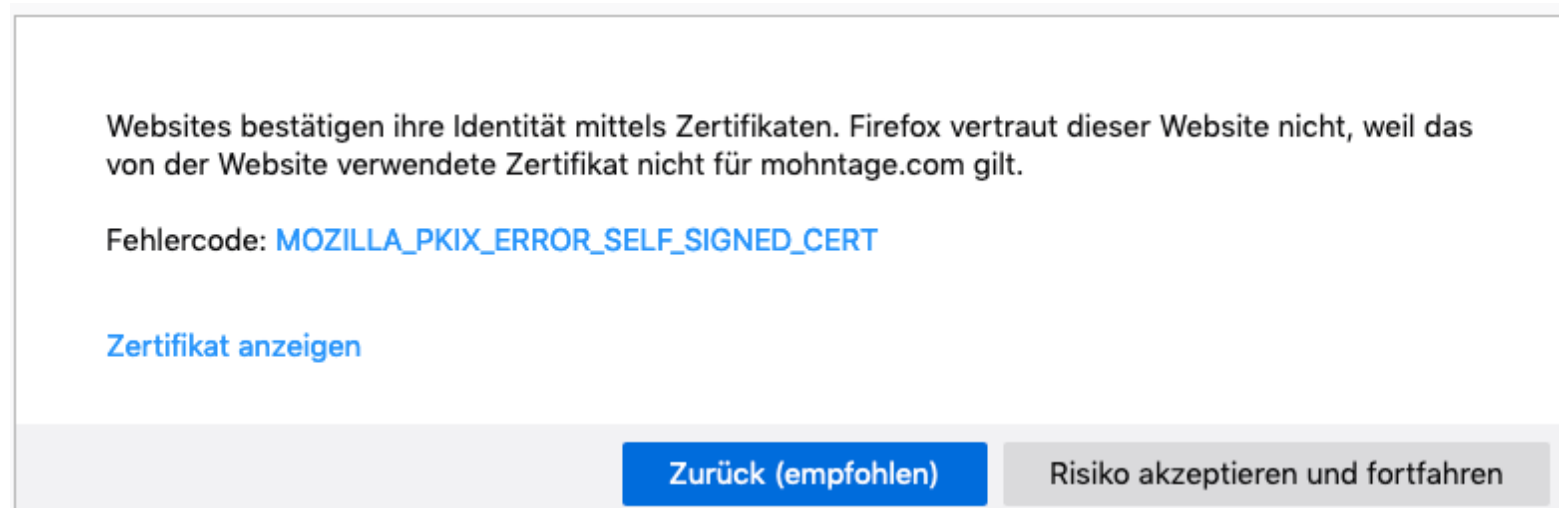 Websites bestätigen ihre Identität mittels Zertifikaten. Firefox vertraut dieser Website nicht, weil das
von der Website verwendete Zertifikat nicht für mohntage.com gilt.
Fehlercode: MOZILLA_PKIX_ERROR_SELF_SIGNED_CERT
Zertifikat anzeigen
Zurück (empfohlen) Risiko akzeptieren und fortfahren